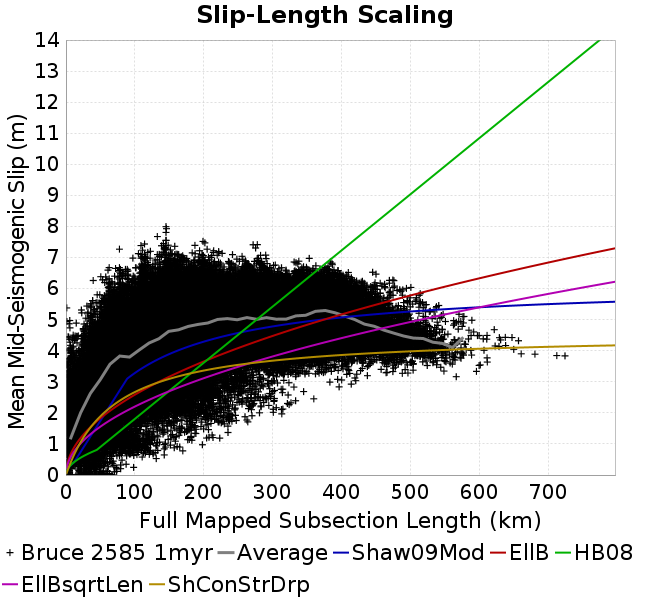 Slip-Length Scaling
Mean Mid-Seismogenic Slip (m)
14
13
12
11
10
9
8
7
6
5
4
3
2
1
0
0 100 200 300 400 500 600 700
Full Mapped Subsection Length (km)
Bruce 2585 1myr Average Shaw09Mod EllB HB08
EllBsqrtLen ShConStrDrp